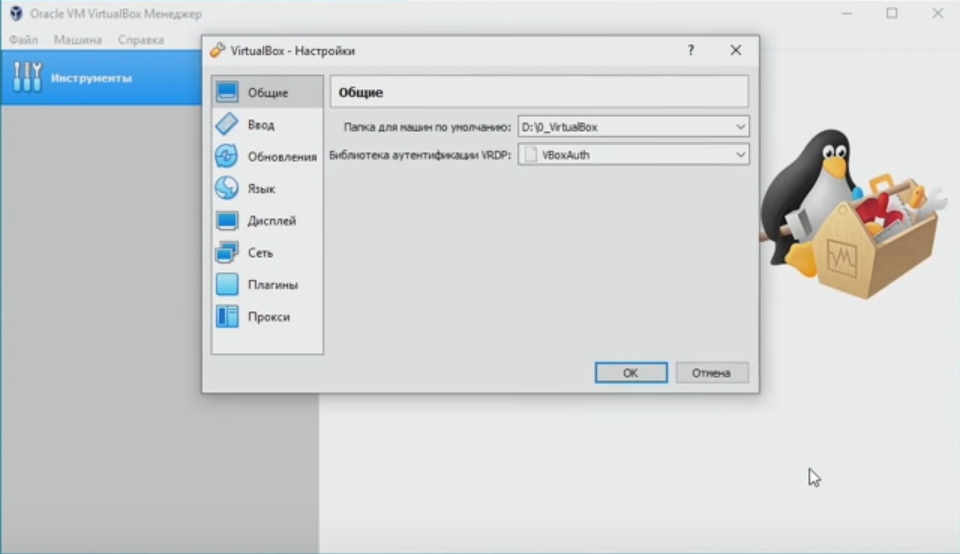 Oracle VM VirtualBox Менеджер
Файл Машина Справка
Инструменты
VirtualBox - Настройки
?
Общие
Ввод
Обновления
Язык
Дисплей
Сеть
Плагины
Прокси
Общие
Папка для машин по умолчанию: D:\0_VirtualBox
Библиотека аутентификации VRDP: VBoxAuth
OK Отмена